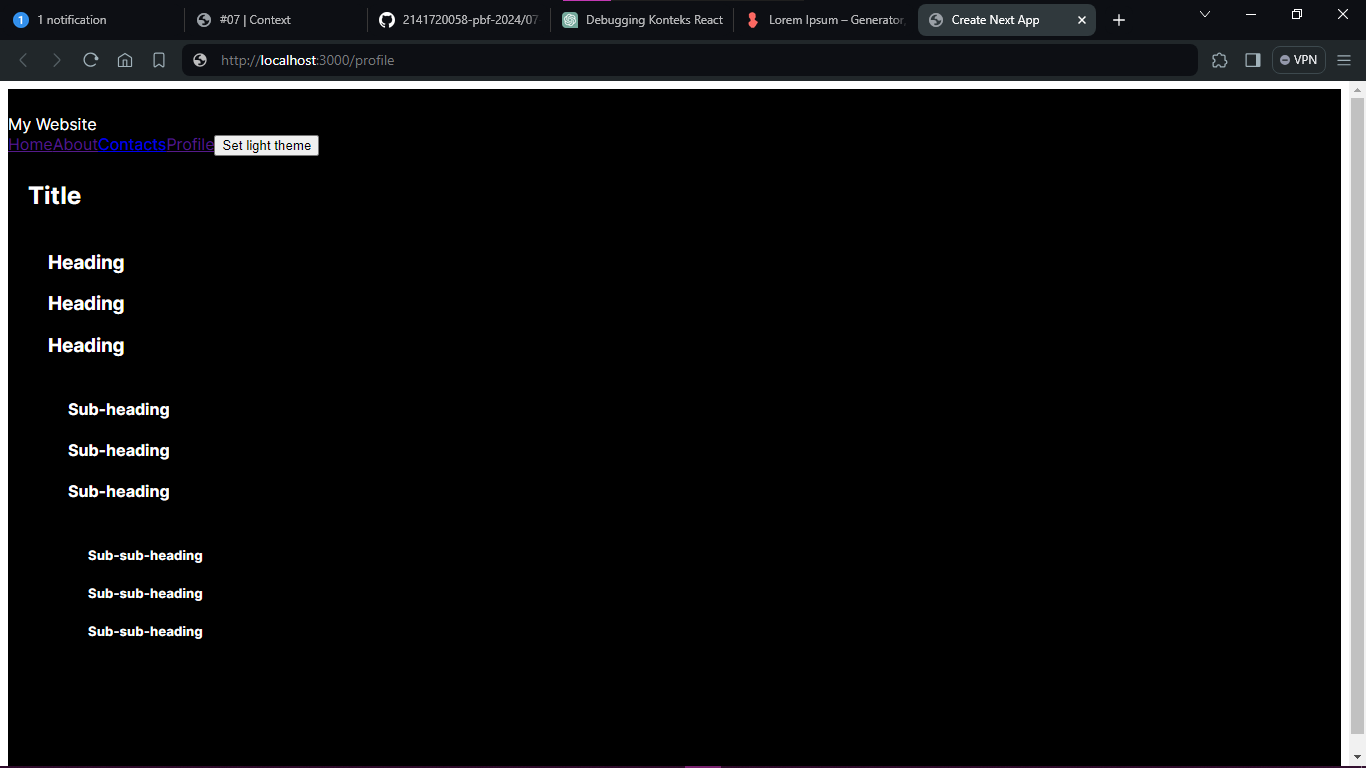 1 notification
#07 | Context
2141720058-pbf-2024/07
Debugging Konteks React
Lorem Ipsum – Generator,
Create Next App
http://localhost:3000/profile
VPN
My Website
HomeAboutContactsProfile Set light theme
Title
Heading
Heading
Heading
Sub-heading
Sub-heading
Sub-heading
Sub-sub-heading
Sub-sub-heading
Sub-sub-heading